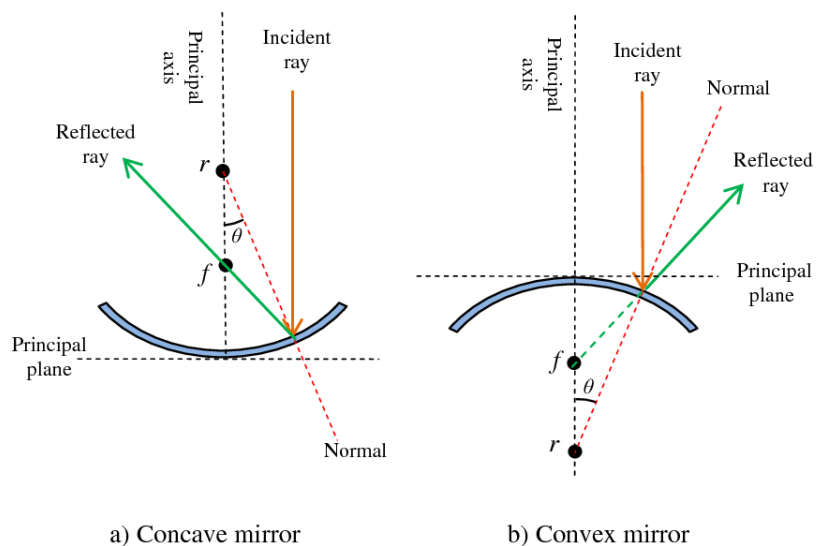 Principal
axis
Incident
ray
Reflected
ray
r
θ
f
Principal
plane
Normal
a) Concave mirror
Principal
axis
Incident
ray
Normal
Reflected
ray
Principal
plane
f
θ
r
b) Convex mirror